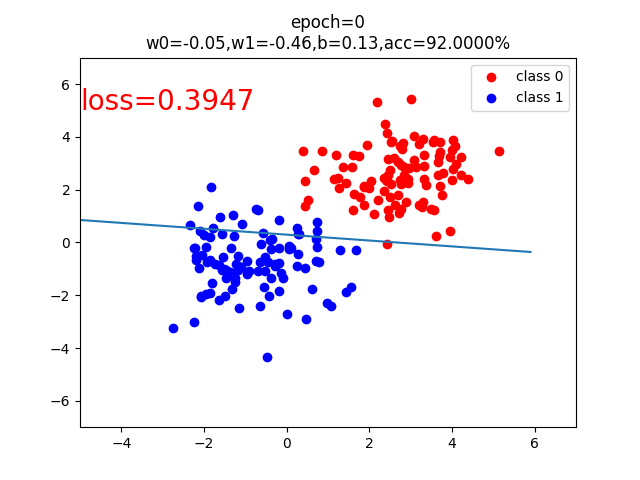 epoch=0
w0=-0.05,w1=-0.46,b=0.13,acc=92.0000%
loss=0.3947
class 0
class 1
6
4
2
0
−2
−4
−6
−4
−2
0
2
4
6